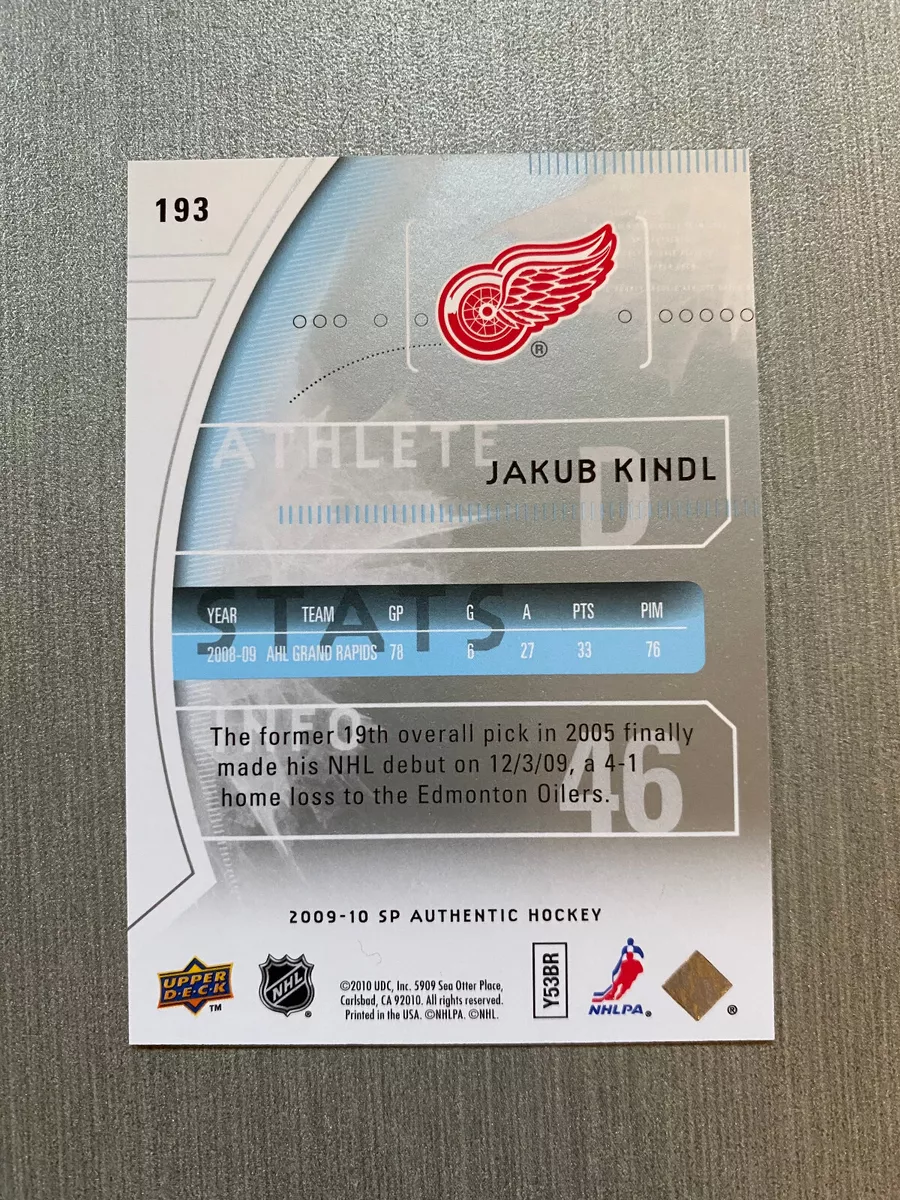 193
®
ATHLETE
D
JAKUB KINDL
STATS
YEAR TEAM GP G A PTS PIM
2008-09 AHL GRAND RAPIDS 78 6 27 33 76
INFO
46
The former 19th overall pick in 2005 finally
made his NHL debut on 12/3/09, a 4-1
home loss to the Edmonton Oilers.
2009-10 SP AUTHENTIC HOCKEY
UPPER
D·E·C·K
TM
NHL
®
©2010 UDC, Inc. 5909 Sea Otter Place,
Carlsbad, CA 92010. All rights reserved.
Printed in the USA. ©NHLPA. ©NHL.
Y53BR
NHLPA®
®